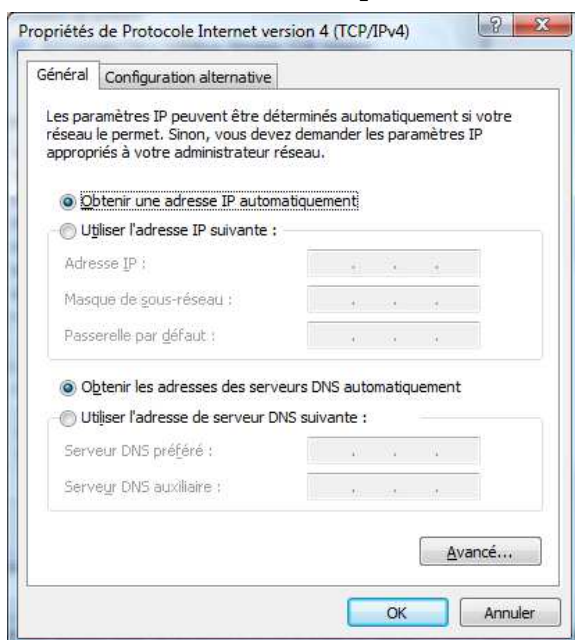 Propriétés de Protocole Internet version 4 (TCP/IPv4)
Général
Configuration alternative
Les paramètres IP peuvent être déterminés automatiquement si votre
réseau le permet. Sinon, vous devez demander les paramètres IP
appropriés à votre administrateur réseau.
Obtenir une adresse IP automatiquement
Utiliser l'adresse IP suivante :
Adresse IP :
Masque de sous-réseau :
Passerelle par défaut :
Obtenir les adresses des serveurs DNS automatiquement
Utiliser l'adresse de serveur DNS suivante :
Serveur DNS préféré :
Serveur DNS auxiliaire :
Avancé...
OK
Annuler